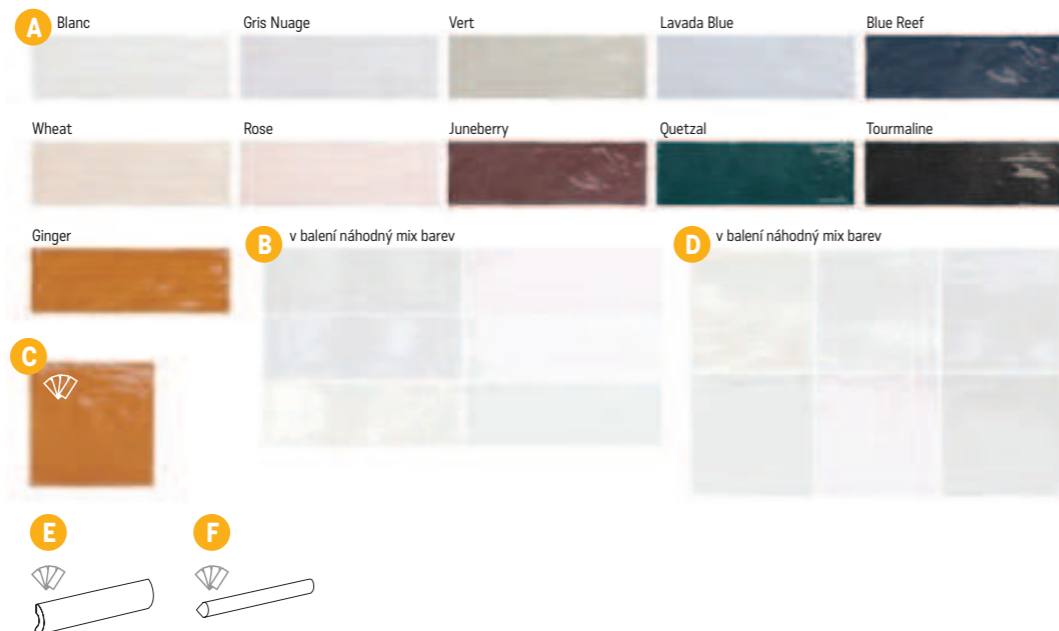 A Blanc Gris Nuage Vert Lavada Blue Blue Reef
Wheat Rose Juneberry Quetzal Tourmaline
Ginger B v balení náhodný mix barev D v balení náhodný mix barev
C
E F